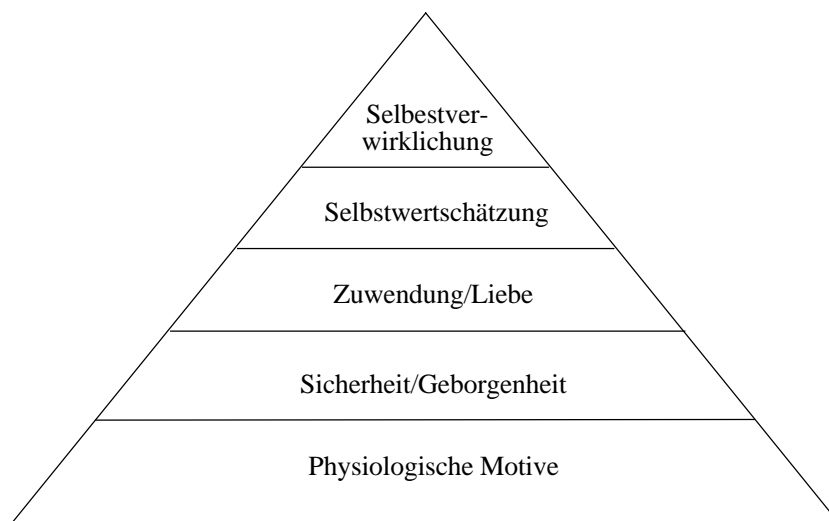 Selbestver-
wirklichung
Selbstwertschätzung
Zuwendung/Liebe
Sicherheit/Geborgenheit
Physiologische Motive